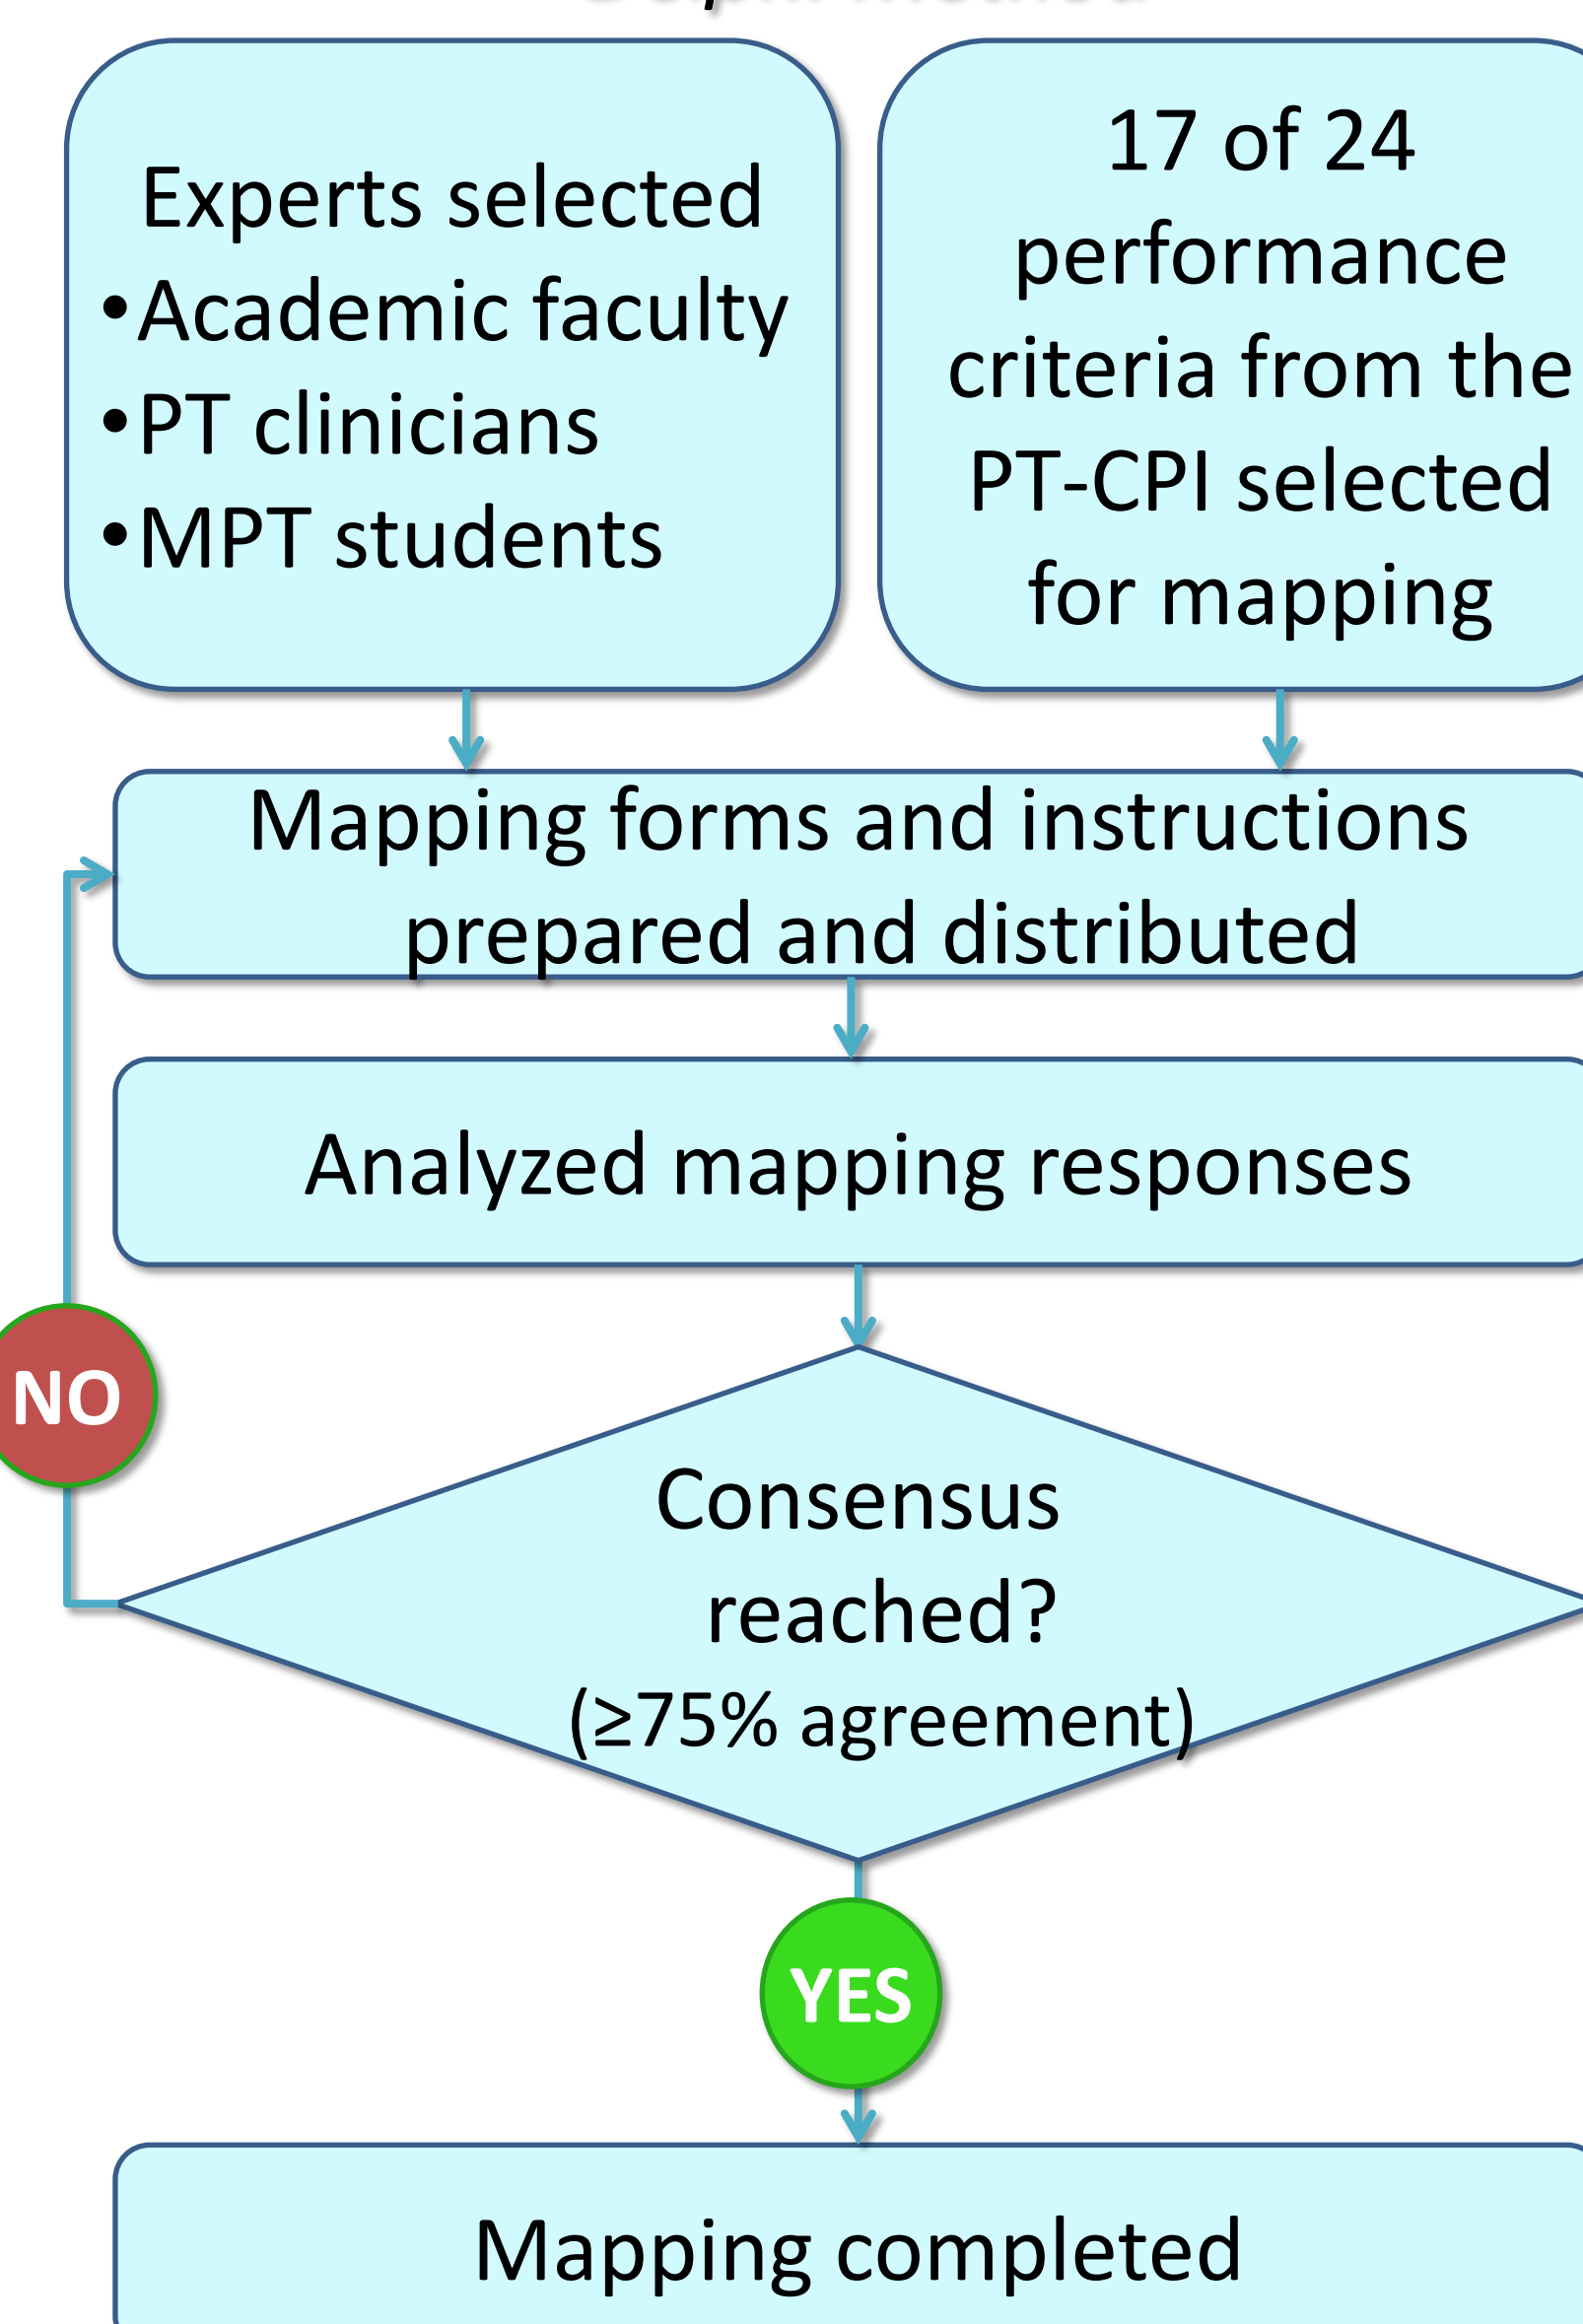 Experts selected
•Academic faculty
•PT clinicians
•MPT students
17 of 24
performance
criteria from the
PT-CPI selected
for mapping
Mapping forms and instructions
prepared and distributed
Analyzed mapping responses
NO
Consensus
reached?
(≥75% agreement)
YES
Mapping completed